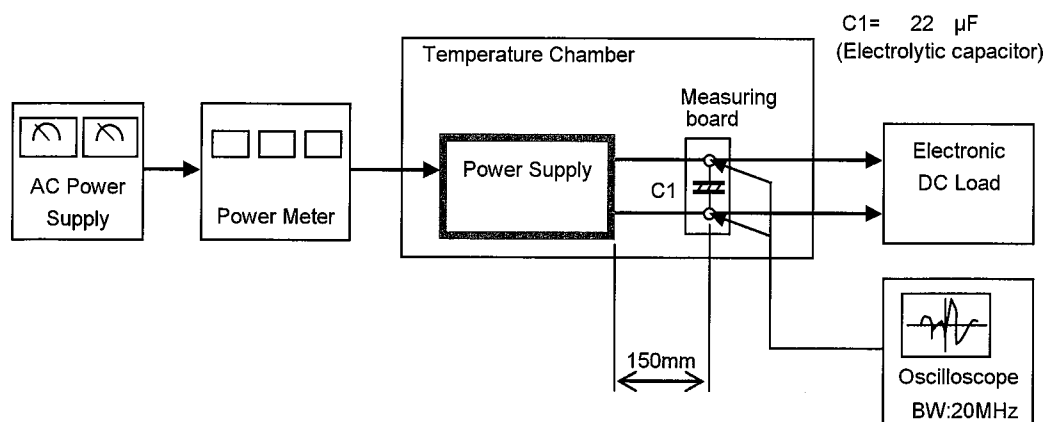 C1= 22 µF
(Electrolytic capacitor)
Temperature Chamber
Measuring
board
AC Power
Supply
Power Meter
Power Supply
C1
Electronic
DC Load
150mm
Oscilloscope
BW:20MHz